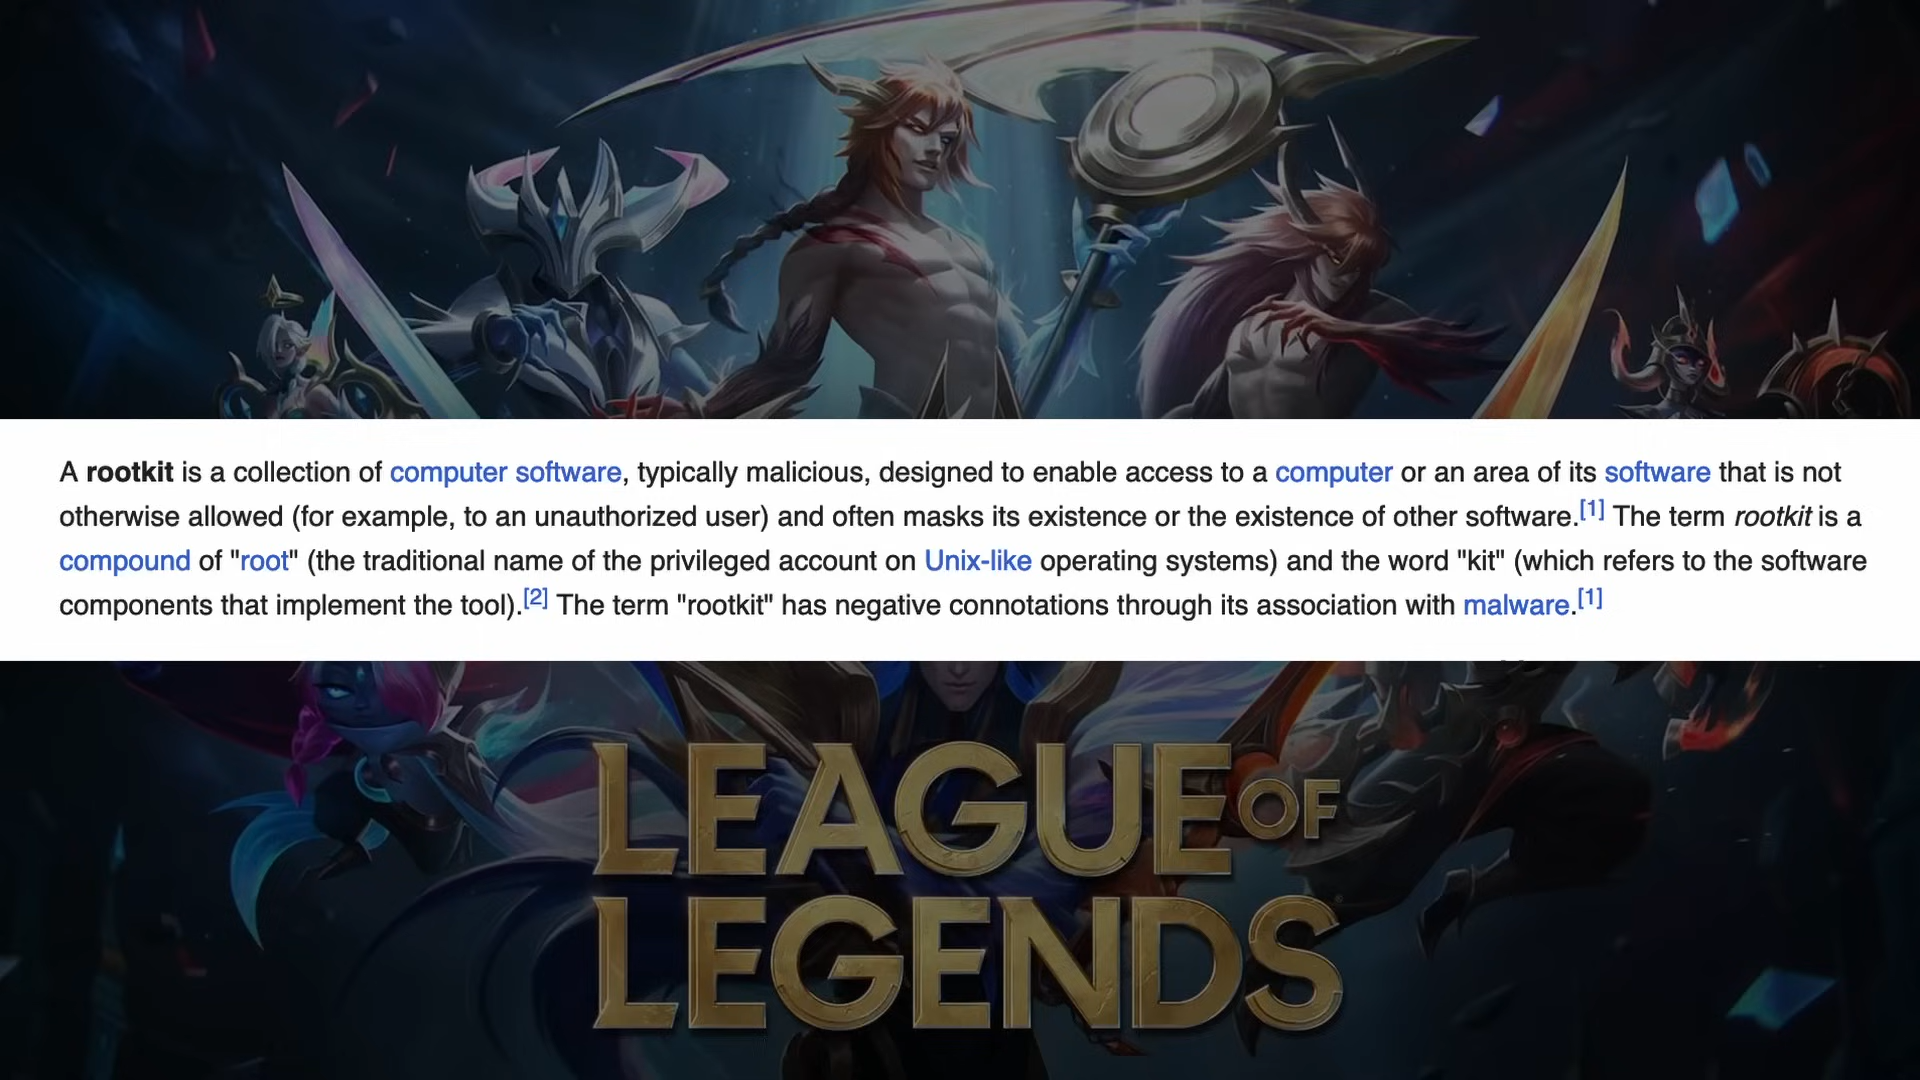 A rootkit is a collection of computer software, typically malicious, designed to enable access to a computer or an area of its software that is not
otherwise allowed (for example, to an unauthorized user) and often masks its existence or the existence of other software.[1] The term rootkit is a
compound of "root" (the traditional name of the privileged account on Unix-like operating systems) and the word "kit" (which refers to the software
components that implement the tool).[2] The term "rootkit" has negative connotations through its association with malware.[1]
LEAGUE OF
LEGENDS